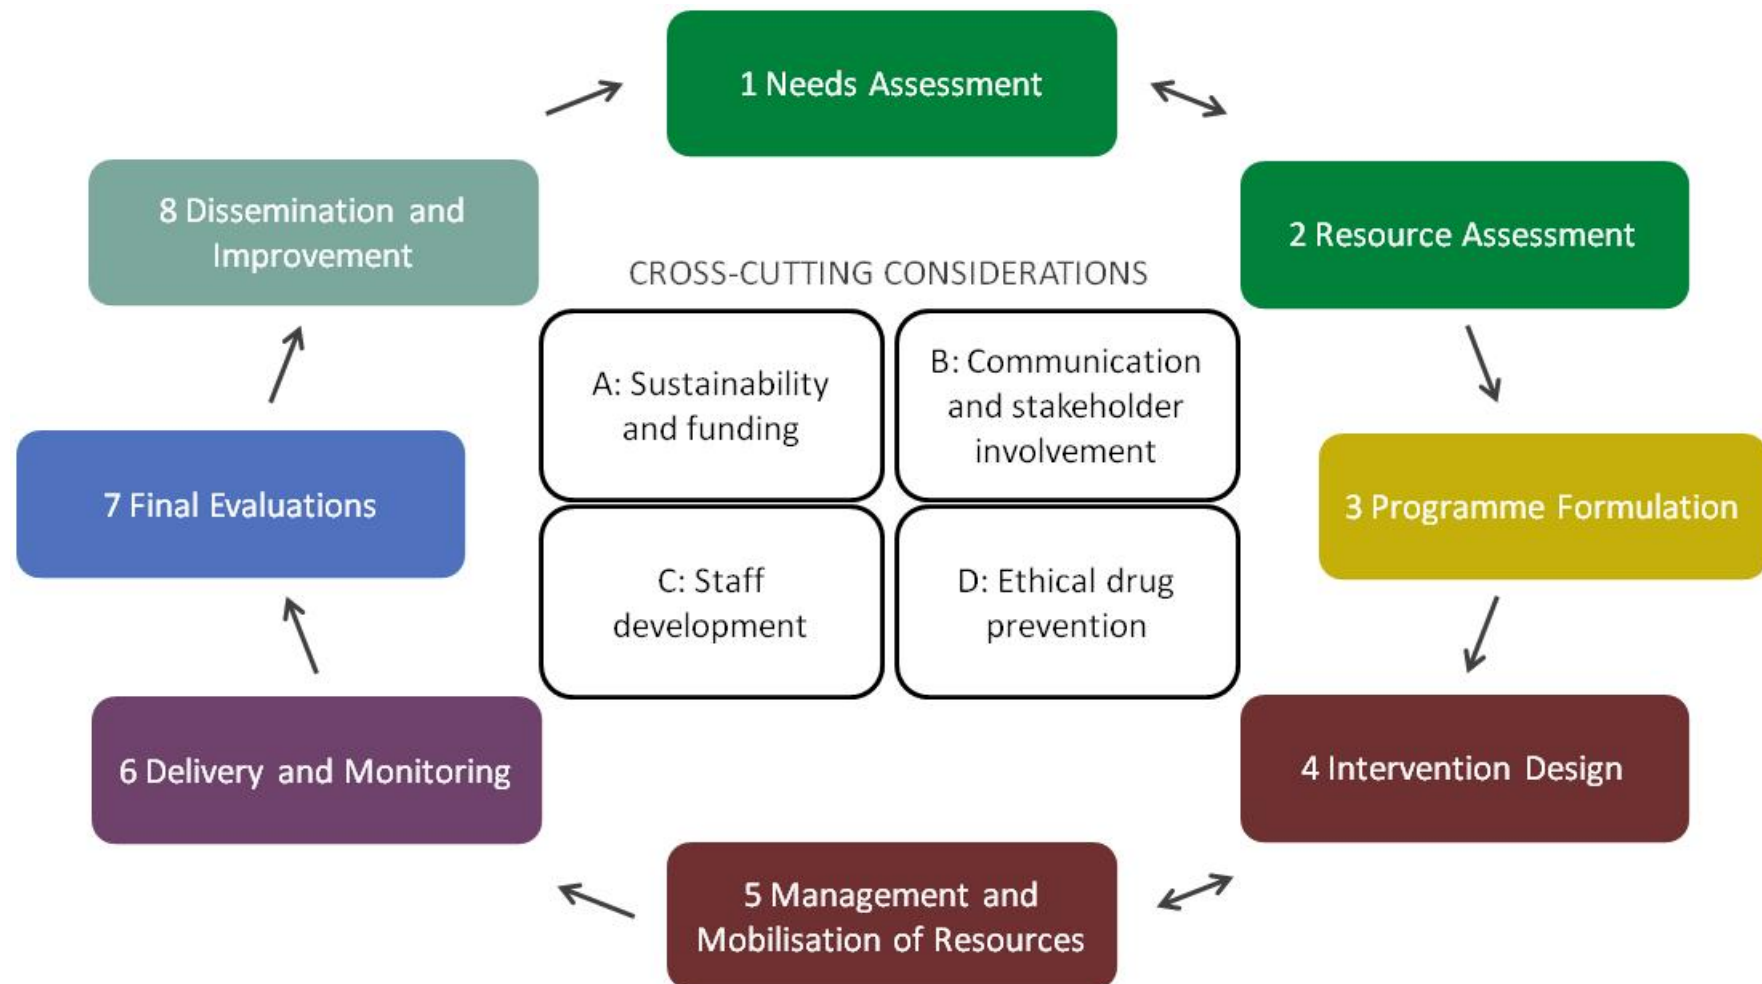 1 Needs Assessment
2 Resource Assessment
3 Programme Formulation
4 Intervention Design
5 Management and
Mobilisation of Resources
6 Delivery and Monitoring
7 Final Evaluations
8 Dissemination and
Improvement
CROSS-CUTTING CONSIDERATIONS
A: Sustainability
and funding
B: Communication
and stakeholder
involvement
C: Staff
development
D: Ethical drug
prevention